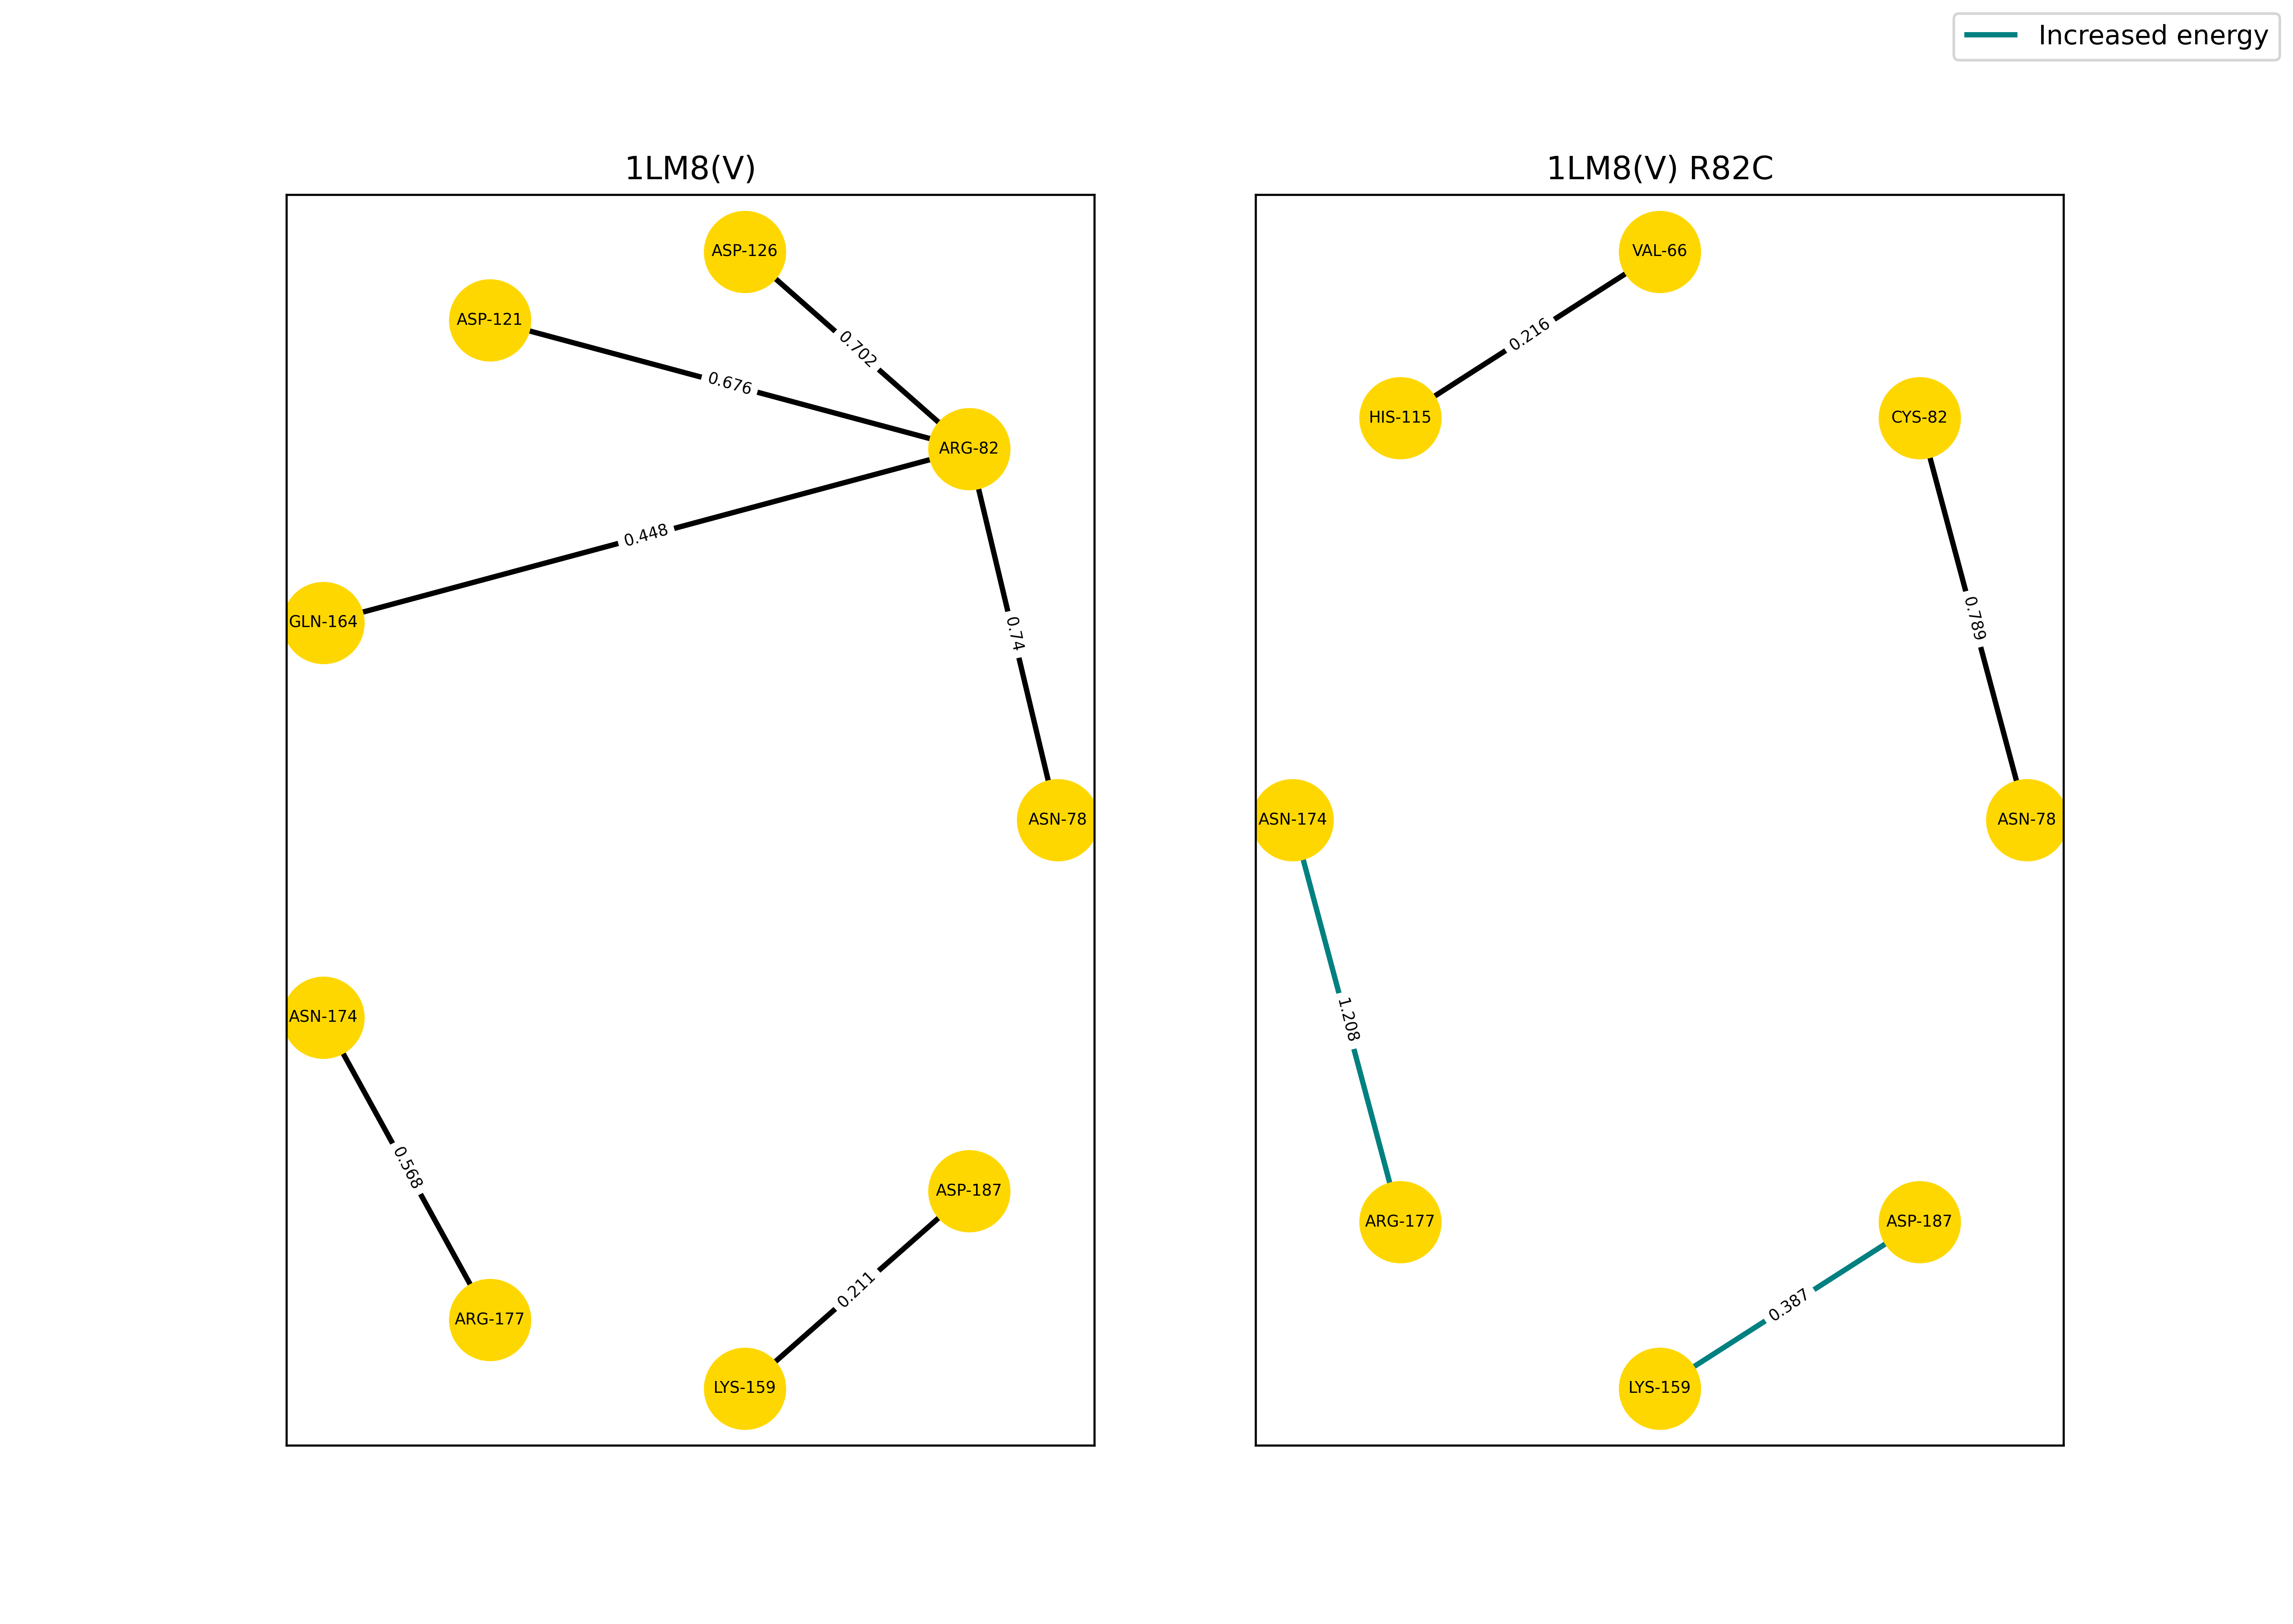 Increased energy
1LM8(V)
ASP-126
ASP-121
0.702
0.676
ARG-82
0.448
GLN-164
0.74
ASN-78
ASN-174
0.568
ASP-187
0.211
ARG-177
LYS-159
1LM8(V) R82C
VAL-66
0.216
HIS-115
CYS-82
0.789
ASN-174
ASN-78
1.208
ARG-177
ASP-187
0.387
LYS-159